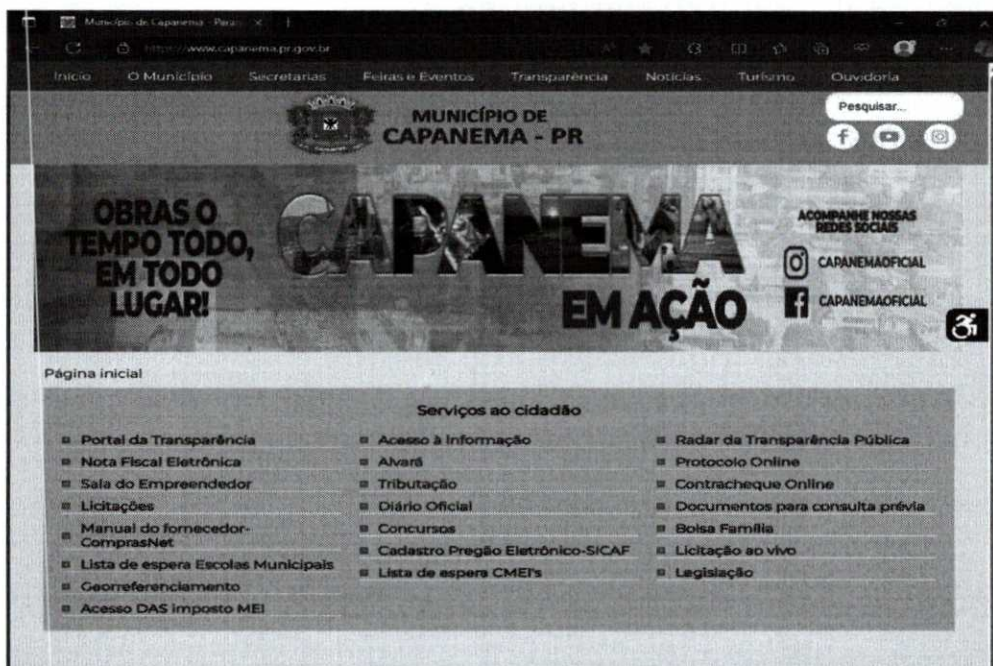 Município de Capanema - Paran
https://www.capanema.pr.gov.br
Início O Município Secretarias Feiras e Eventos Transparência Notícias Turismo Ouvidoria
MUNICÍPIO DE
CAPANEMA - PR
Pesquisar...
OBRAS O
TEMPO TODO,
EM TODO
LUGAR!
CAPANEMA
EM AÇÃO
ACOMPANHE NOSSAS
REDES SOCIAIS
CAPANEMAOFICIAL
CAPANEMAOFICIAL
Página inicial
Serviços ao cidadão
Portal da Transparência
Nota Fiscal Eletrônica
Sala do Empreendedor
Licitações
Manual do fornecedor-
ComprasNet
Lista de espera Escolas Municipais
Georreferenciamento
Acesso DAS imposto MEI
Acesso à Informação
Alvará
Tributação
Diário Oficial
Concursos
Cadastro Pregão Eletrônico-SICAF
Lista de espera CMEI's
Radar da Transparência Pública
Protocolo Online
Contracheque Online
Documentos para consulta prévia
Bolsa Família
Licitação ao vivo
Legislação